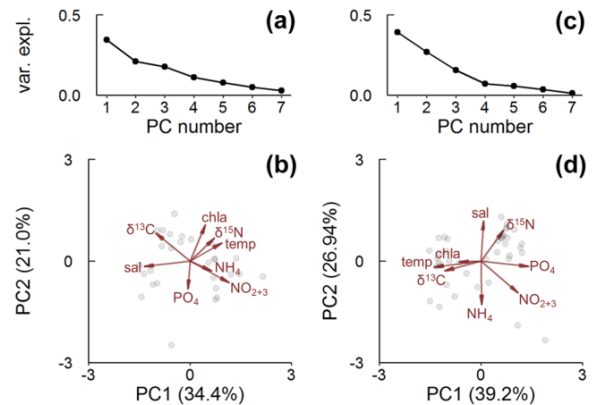 (a)
var. expl.
0.5
0.0
1 2 3 4 5 6 7
PC number
(c)
0.5
0.0
1 2 3 4 5 6 7
PC number
(b)
PC2 (21.0%)
3
0
-3
chla
δ¹³C
δ¹⁵N
temp
sal
NH₄
PO₄
NO₂₊₃
-3 0 3
PC1 (34.4%)
(d)
PC2 (26.94%)
3
0
-3
sal
δ¹⁵N
chla
temp
PO₄
δ¹³C
NO₂₊₃
NH₄
-3 0 3
PC1 (39.2%)